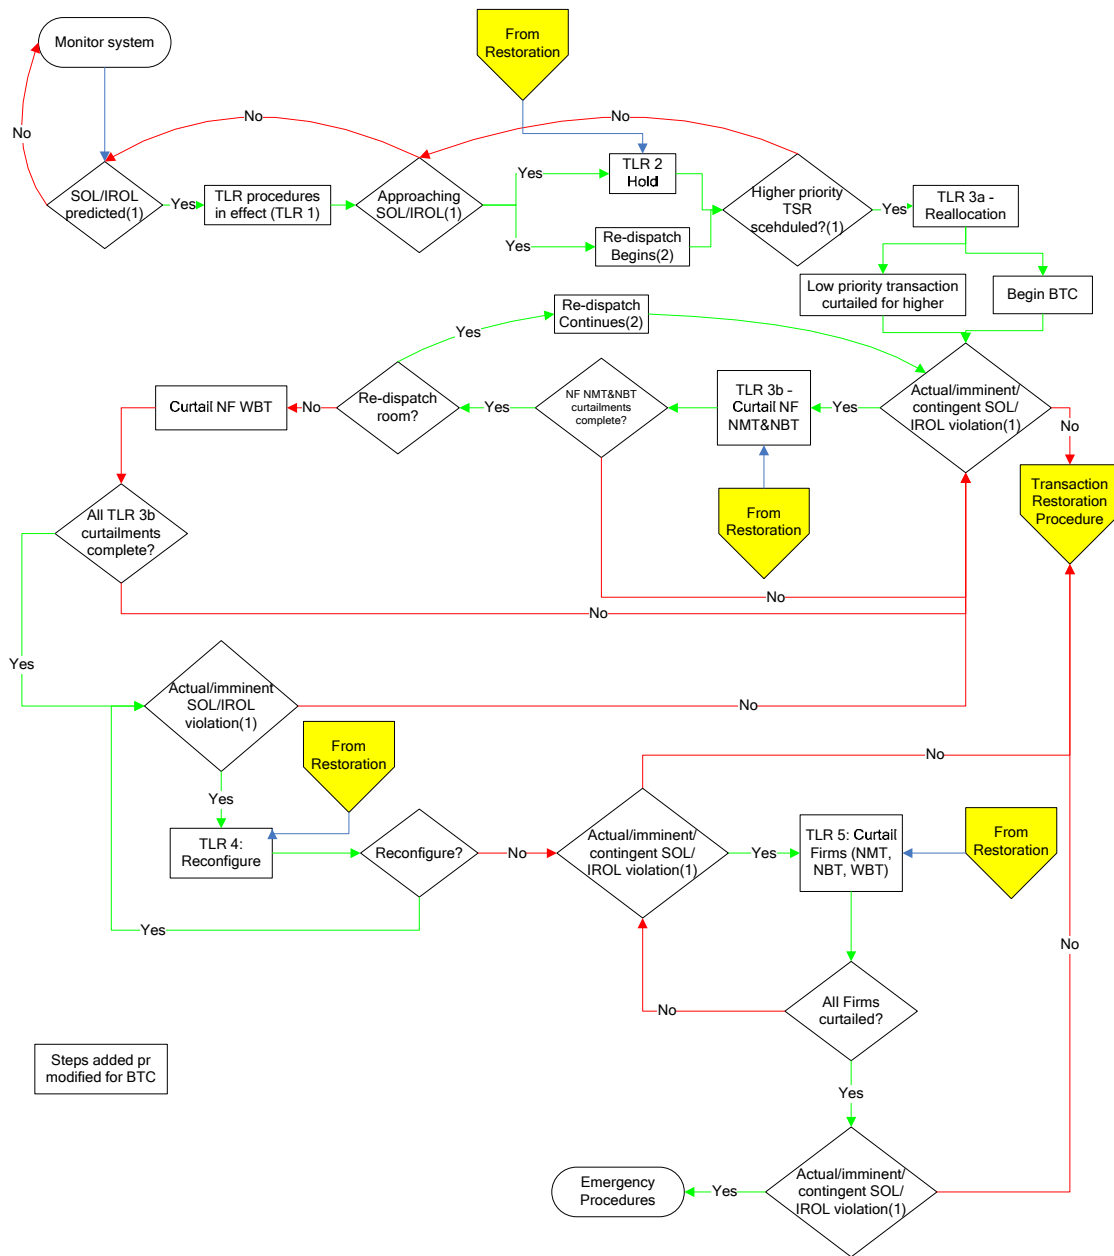 Monitor system
From
Restoration
No
No
No
SOL/IROL
predicted(1)
Yes
TLR procedures
in effect (TLR 1)
Approaching
SOL/IROL(1)
Yes
TLR 2
Hold
Yes
Re-dispatch
Begins(2)
Higher priority
TSR
scehduled?(1)
Yes
TLR 3a -
Reallocation
Low priority transaction
curtailed for higher
Begin BTC
Re-dispatch
Continues(2)
Yes
Curtail NF WBT
No
Re-dispatch
room?
Yes
NF NMT&NBT
curtailments
complete?
TLR 3b -
Curtail NF
NMT&NBT
Yes
Actual/imminent/
contingent SOL/
IROL violation(1)
No
Transaction
Restoration
Procedure
From
Restoration
All TLR 3b
curtailments
complete?
No
No
Yes
Actual/imminent
SOL/IROL
violation(1)
No
Yes
From
Restoration
No
TLR 4:
Reconfigure
Reconfigure?
No
Actual/imminent/
contingent SOL/
IROL violation(1)
Yes
TLR 5: Curtail
Firms (NMT,
NBT, WBT)
From
Restoration
Yes
No
All Firms
curtailed?
No
Steps added pr
modified for BTC
Yes
Emergency
Procedures
Yes
Actual/imminent/
contingent SOL/
IROL violation(1)